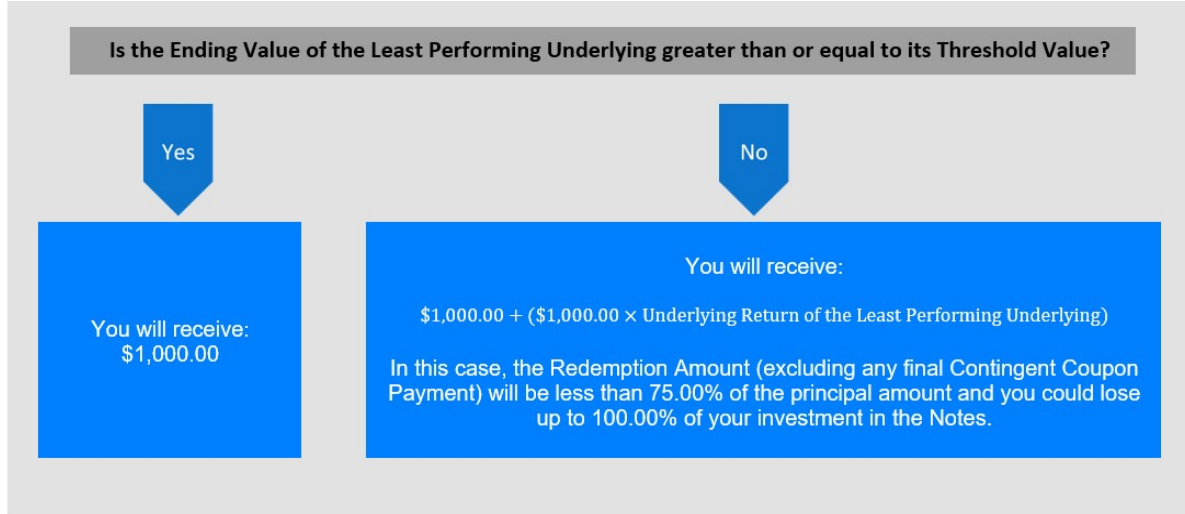 Is the Ending Value of the Least Performing Underlying greater than or equal to its Threshold Value?
Yes
No
You will receive:
$1,000.00
You will receive:
$1,000.00 + ($1,000.00 × Underlying Return of the Least Performing Underlying)
In this case, the Redemption Amount (excluding any final Contingent Coupon
Payment) will be less than 75.00% of the principal amount and you could lose
up to 100.00% of your investment in the Notes.